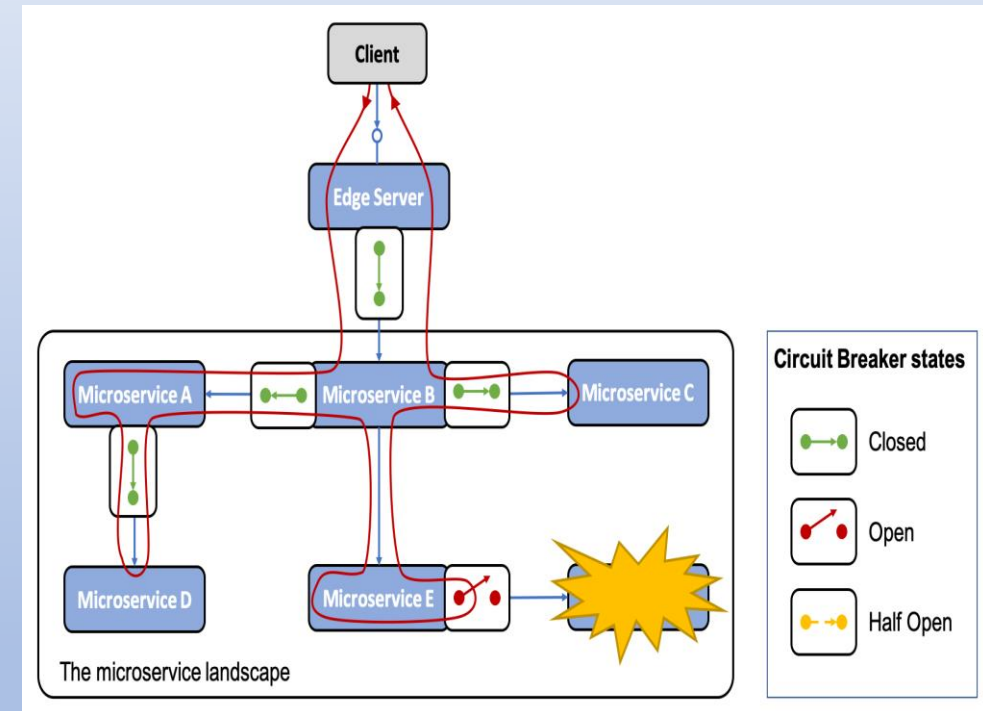 Client
Edge Server
Microservice A
Microservice B
Microservice C
Microservice D
Microservice E
The microservice landscape
Circuit Breaker states
Closed
Open
Half Open